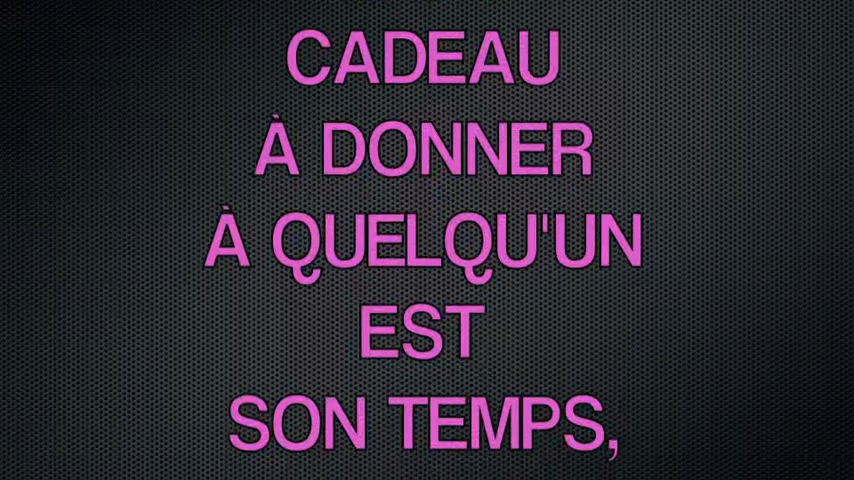 CADEAU
À DONNER
À QUELQU'UN
EST
SON TEMPS,